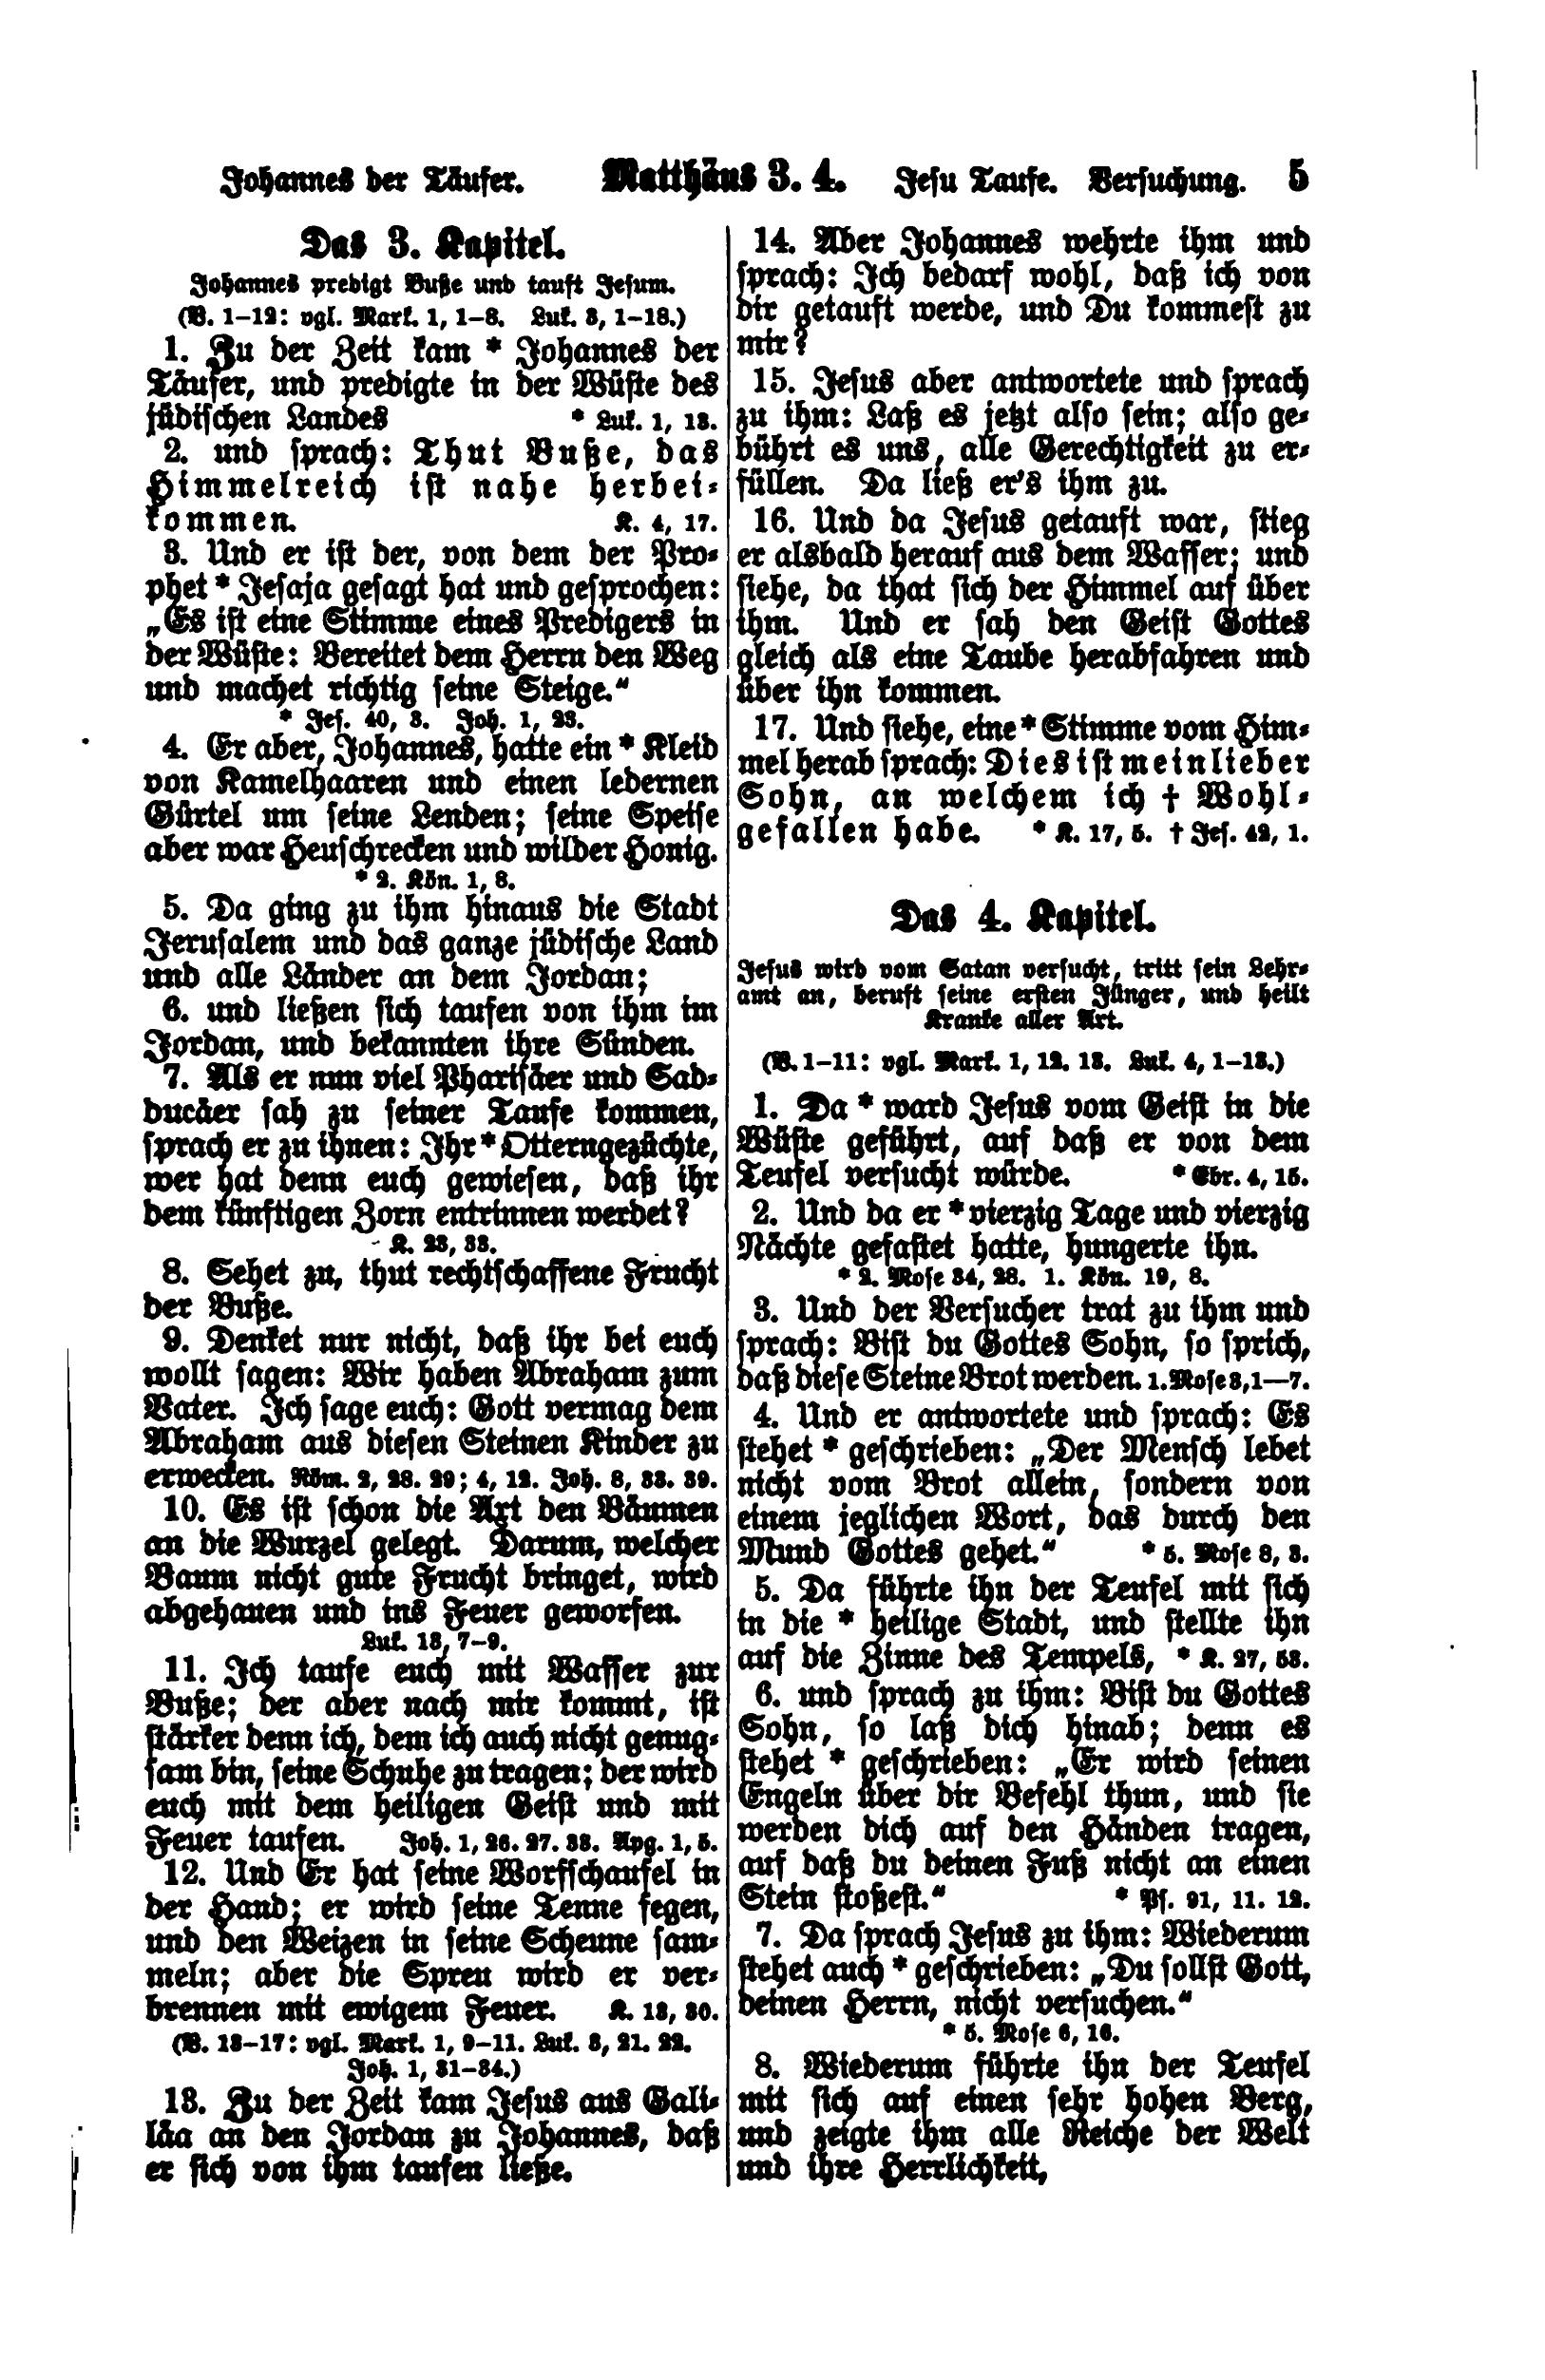 Johannes der Täufer. Matthäus 3. 4. Jesu Taufe. Versuchung. 5
Das 3. Kapitel.
Johannes predigt Buße und tauft Jesum.
(V. 1–12: vgl. Mark. 1, 1–8. Luk. 3, 1–18.)
1. Zu der Zeit kam * Johannes der
Täufer, und predigte in der Wüste des
jüdischen Landes * Luk. 1, 13.
2. und sprach: Thut Buße, das
Himmelreich ist nahe herbei-
kommen. K. 4, 17.
3. Und er ist der, von dem der Pro-
phet * Jesaja gesagt hat und gesprochen:
„Es ist eine Stimme eines Predigers in
der Wüste: Bereitet dem Herrn den Weg
und machet richtig seine Steige.“
* Jes. 40, 3. Joh. 1, 23.
4. Er aber, Johannes, hatte ein * Kleid
von Kamelhaaren und einen ledernen
Gürtel um seine Lenden; seine Speise
aber war Heuschrecken und wilder Honig.
* 2. Kön. 1, 8.
5. Da ging zu ihm hinaus die Stadt
Jerusalem und das ganze jüdische Land
und alle Länder an dem Jordan;
6. und ließen sich taufen von ihm im
Jordan, und bekannten ihre Sünden.
7. Als er nun viel Pharisäer und Sad-
ducäer sah zu seiner Taufe kommen,
sprach er zu ihnen: Ihr * Otterngezüchte,
wer hat denn euch gewiesen, daß ihr
dem künftigen Zorn entrinnen werdet?
K. 23, 33.
8. Sehet zu, thut rechtschaffene Frucht
der Buße.
9. Denket nur nicht, daß ihr bei euch
wollt sagen: Wir haben Abraham zum
Vater. Ich sage euch: Gott vermag dem
Abraham aus diesen Steinen Kinder zu
erwecken. Röm. 2, 28. 29; 4, 12. Joh. 8, 33. 39.
10. Es ist schon die Axt den Bäumen
an die Wurzel gelegt. Darum, welcher
Baum nicht gute Frucht bringet, wird
abgehauen und ins Feuer geworfen.
Luk. 13, 7–9.
11. Ich taufe euch mit Wasser zur
Buße; der aber nach mir kommt, ist
stärker denn ich, dem ich auch nicht genug-
sam bin, seine Schuhe zu tragen; der wird
euch mit dem heiligen Geist und mit
Feuer taufen. Joh. 1, 26. 27. 33. Apg. 1, 5.
12. Und Er hat seine Worfschaufel in
der Hand; er wird seine Tenne fegen,
und den Weizen in seine Scheune sam-
meln; aber die Spreu wird er ver-
brennen mit ewigem Feuer. K. 13, 30.
(V. 13–17: vgl. Mark. 1, 9–11. Luk. 3, 21. 22.
Joh. 1, 31–34.)
13. Zu der Zeit kam Jesus aus Gali-
läa an den Jordan zu Johannes, daß
er sich von ihm taufen ließe.
14. Aber Johannes wehrte ihm und
sprach: Ich bedarf wohl, daß ich von
dir getauft werde, und Du kommest zu
mir?
15. Jesus aber antwortete und sprach
zu ihm: Laß es jetzt also sein; also ge-
bührt es uns, alle Gerechtigkeit zu er-
füllen. Da ließ er's ihm zu.
16. Und da Jesus getauft war, stieg
er alsbald herauf aus dem Wasser; und
siehe, da that sich der Himmel auf über
ihm. Und er sah den Geist Gottes
gleich als eine Taube herabfahren und
über ihn kommen.
17. Und siehe, eine * Stimme vom Him-
mel herab sprach: Dies ist mein lieber
Sohn, an welchem ich † Wohl-
gefallen habe. * K. 17, 5. † Jes. 42, 1.
Das 4. Kapitel.
Jesus wird vom Satan versucht, tritt sein Lehr-
amt an, beruft seine ersten Jünger, und heilt
Kranke aller Art.
(V. 1–11: vgl. Mark. 1, 12. 13. Luk. 4, 1–13.)
1. Da * ward Jesus vom Geist in die
Wüste geführt, auf daß er von dem
Teufel versucht würde. * Ebr. 4, 15.
2. Und da er * vierzig Tage und vierzig
Nächte gefastet hatte, hungerte ihn.
* 2. Mose 34, 28. 1. Kön. 19, 8.
3. Und der Versucher trat zu ihm und
sprach: Bist du Gottes Sohn, so sprich,
daß diese Steine Brot werden. 1. Mose 3, 1–7.
4. Und er antwortete und sprach: Es
stehet * geschrieben: „Der Mensch lebet
nicht vom Brot allein, sondern von
einem jeglichen Wort, das durch den
Mund Gottes gehet.“ * 5. Mose 8, 3.
5. Da führte ihn der Teufel mit sich
in die * heilige Stadt, und stellte ihn
auf die Zinne des Tempels, * K. 27, 53.
6. und sprach zu ihm: Bist du Gottes
Sohn, so laß dich hinab; denn es
stehet * geschrieben: „Er wird seinen
Engeln über dir Befehl thun, und sie
werden dich auf den Händen tragen,
auf daß du deinen Fuß nicht an einen
Stein stoßest.“ * Ps. 91, 11. 12.
7. Da sprach Jesus zu ihm: Wiederum
stehet auch * geschrieben: „Du sollst Gott,
deinen Herrn, nicht versuchen.“
* 5. Mose 6, 16.
8. Wiederum führte ihn der Teufel
mit sich auf einen sehr hohen Berg,
und zeigte ihm alle Reiche der Welt
und ihre Herrlichkeit,